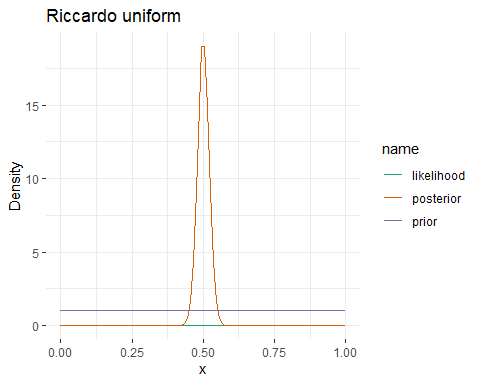 Riccardo uniform
Density
15
10
5
0
0.00 0.25 0.50 0.75 1.00
x
name
likelihood
posterior
prior